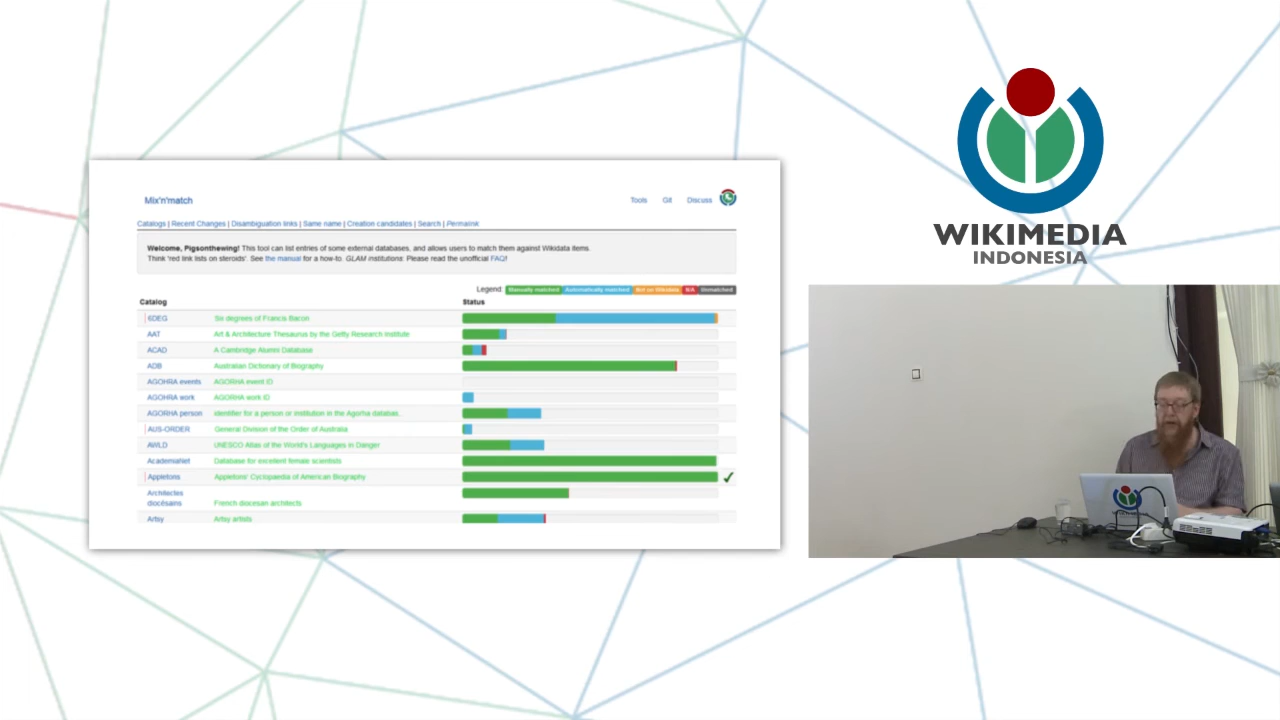 Mix'n'match
Tools Git Discuss
Catalogs | Recent Changes | Disambiguation links | Same name | Creation candidates | Search | Permalink
Welcome, Pigsonthewing! This tool can list entries of some external databases, and allows users to match them against Wikidata items.
Think 'red link lists on steroids'. See the manual for a how-to. GLAM institutions: Please read the unofficial FAQ!
Legend: Manually matched Automatically matched Not on Wikidata N/A Unmatched
Catalog Status
6DEG Six degrees of Francis Bacon
AAT Art & Architecture Thesaurus by the Getty Research Institute
ACAD A Cambridge Alumni Database
ADB Australian Dictionary of Biography
AGORHA events AGORHA event ID
AGORHA work AGORHA work ID
AGORHA person Identifier for a person or institution in the Agorha databas...
AUS-ORDER General Division of the Order of Australia
AWLD UNESCO Atlas of the World's Languages in Danger
AcademiaNet Database for excellent female scientists
Appletons Appletons' Cyclopædia of American Biography
Architectes
diocésains French diocesan architects
Artsy Artsy artists
WIKIMEDIA
INDONESIA